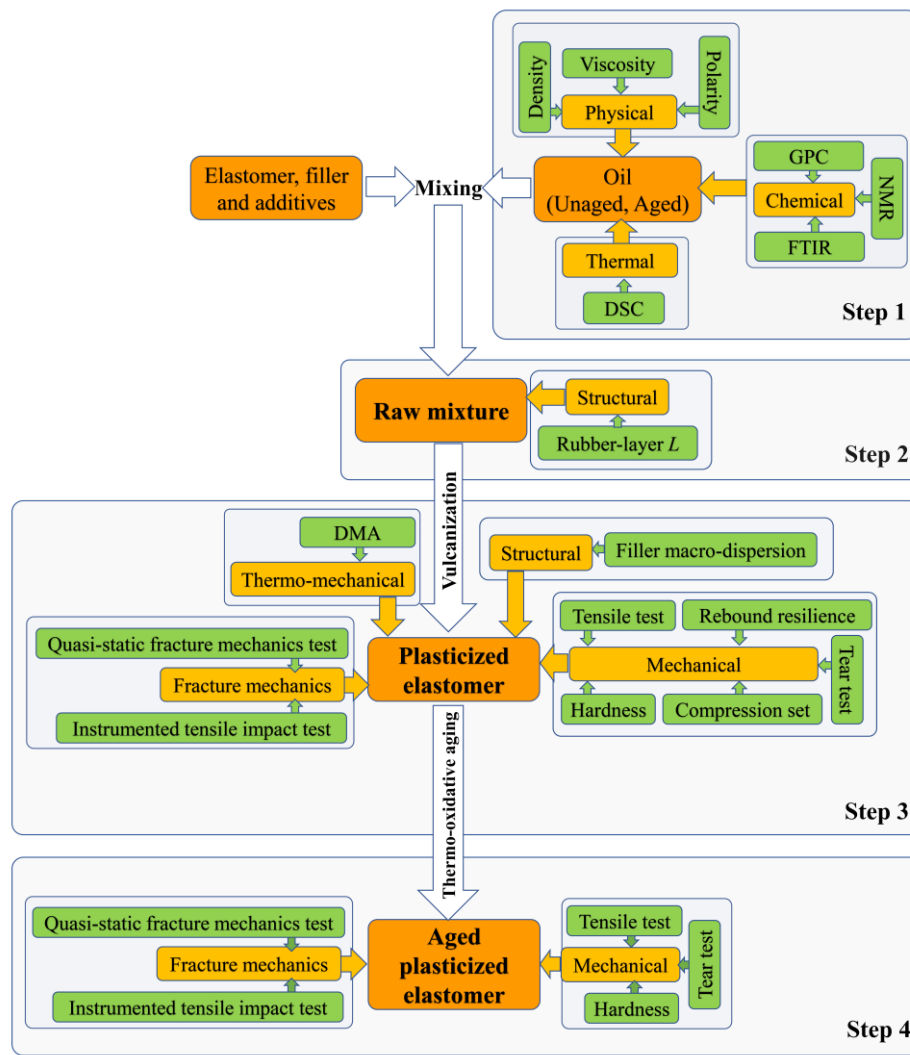 Density
Viscosity
Polarity
Physical
Elastomer, filler
and additives
Mixing
Oil
(Unaged, Aged)
GPC
Chemical
NMR
FTIR
Thermal
DSC
Step 1
Raw mixture
Structural
Rubber-layer L
Step 2
Vulcanization
DMA
Thermo-mechanical
Structural
Filler macro-dispersion
Quasi-static fracture mechanics test
Fracture mechanics
Instrumented tensile impact test
Plasticized
elastomer
Tensile test
Rebound resilience
Mechanical
Tear test
Hardness
Compression set
Step 3
Thermo-oxidative aging
Quasi-static fracture mechanics test
Fracture mechanics
Instrumented tensile impact test
Aged
plasticized
elastomer
Tensile test
Mechanical
Tear test
Hardness
Step 4